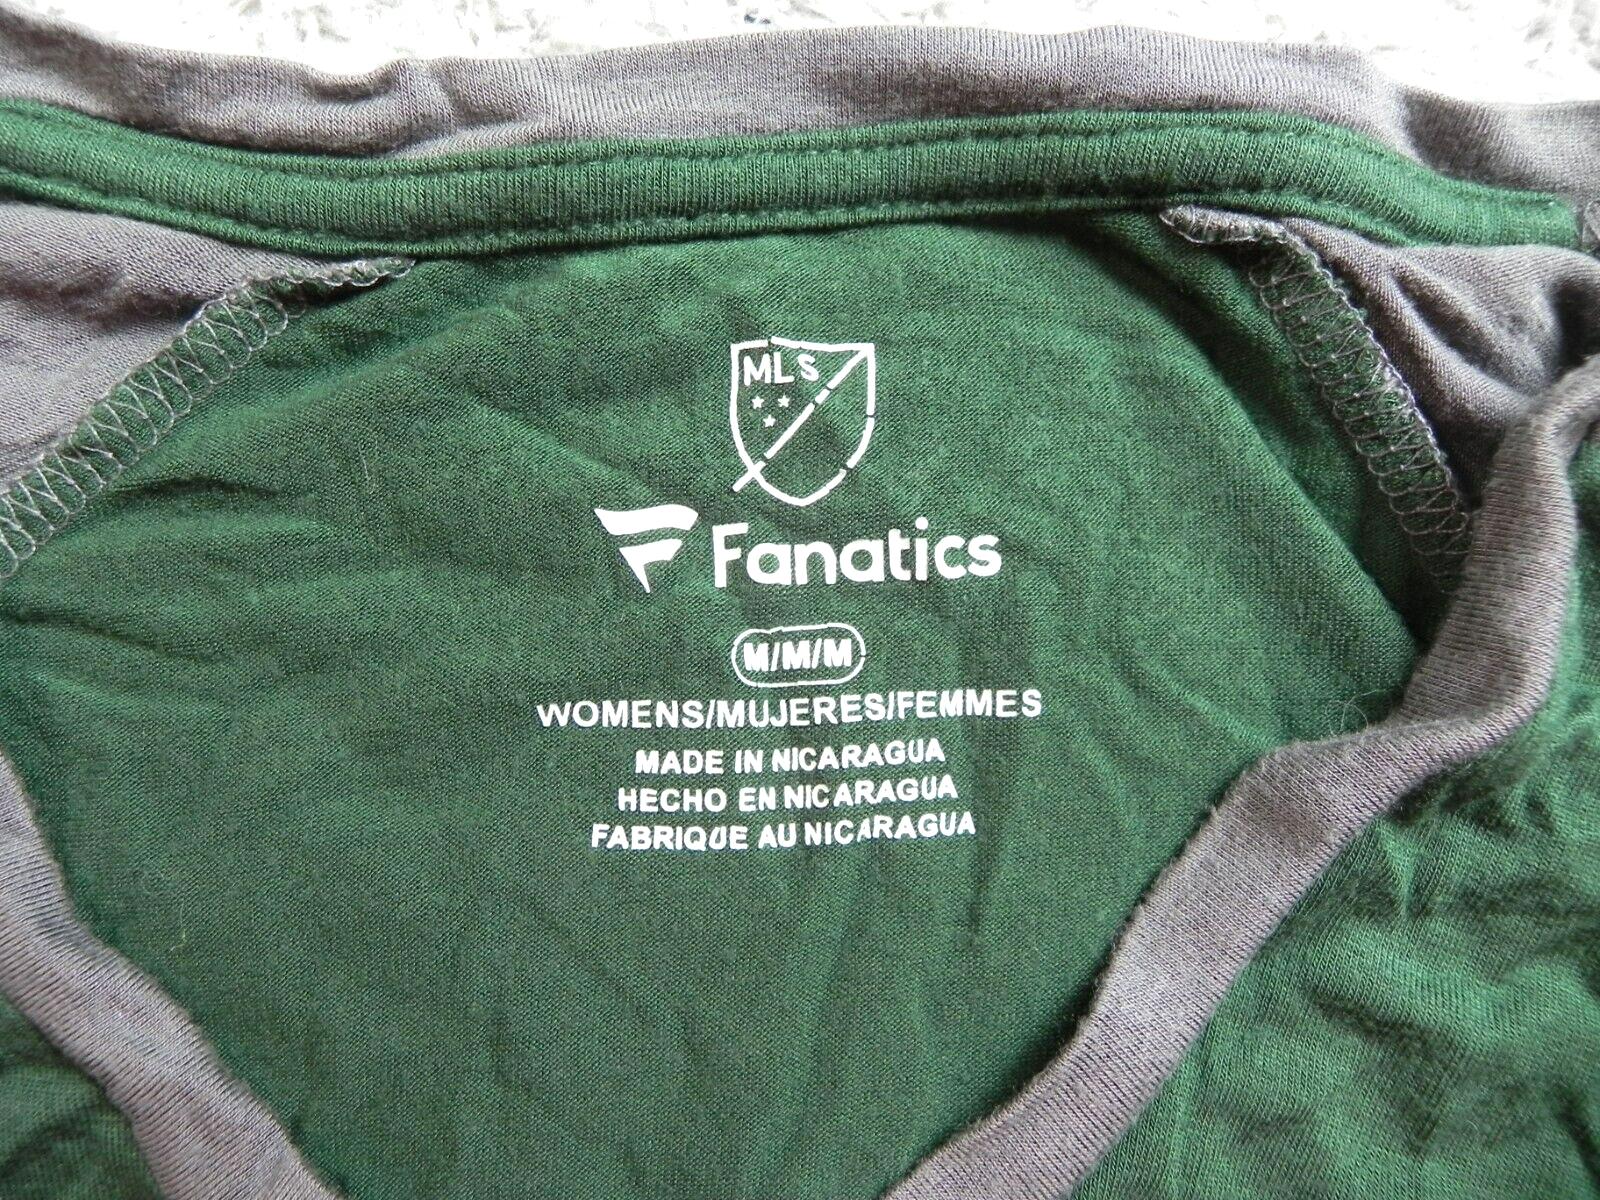 MLS
Fanatics
M/M/M
WOMENS/MUJERES/FEMMES
MADE IN NICARAGUA
HECHO EN NICARAGUA
FABRIQUE AU NICARAGUA